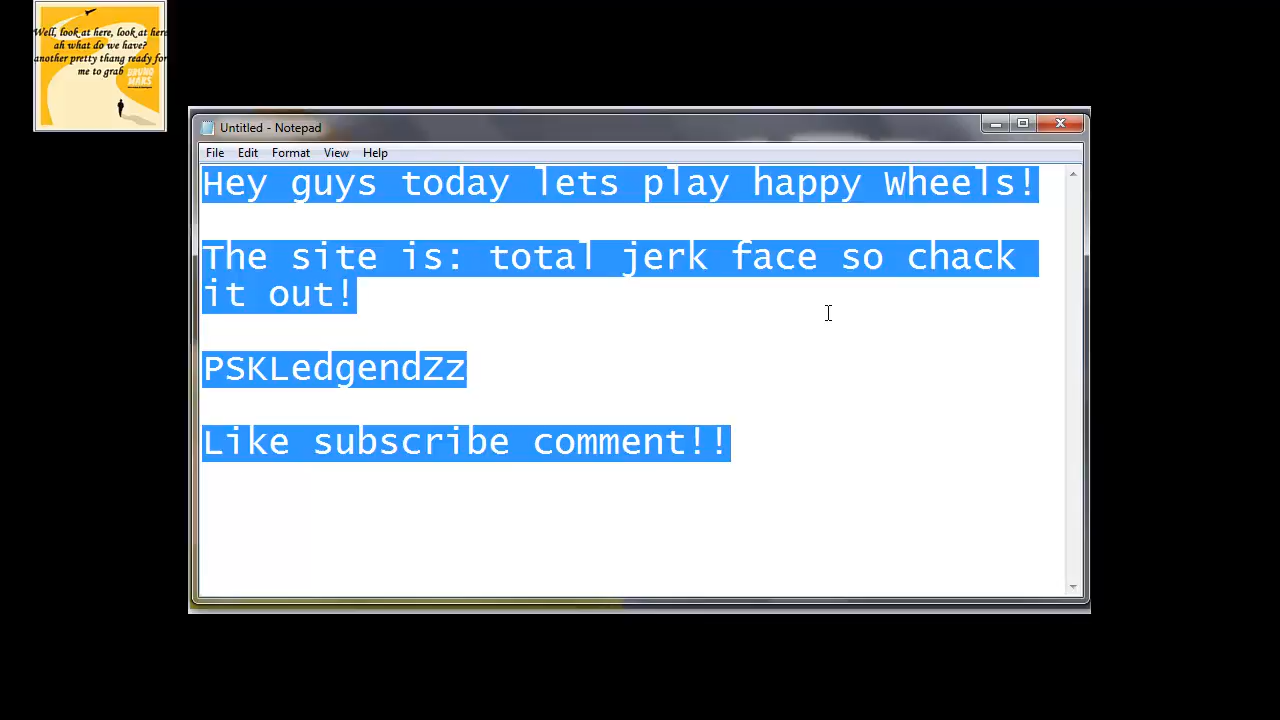 Well, look at here, look at here
ah what do we have?
another pretty thang ready for
me to grab
BRUNO
MARS
Untitled - Notepad
File Edit Format View Help
Hey guys today lets play happy Wheels!
The site is: total jerk face so chack
it out!
PSKLedgendZz
Like subscribe comment!!